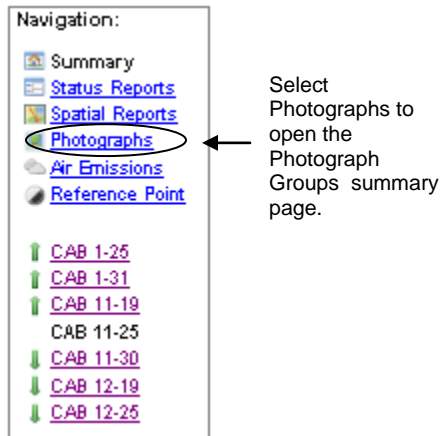 Navigation:
Summary
Status Reports
Spatial Reports
Photographs
Air Emissions
Reference Point
CAB 1-25
CAB 1-31
CAB 11-19
CAB 11-25
CAB 11-30
CAB 12-19
CAB 12-25
Select
Photographs to
open the
Photograph
Groups summary
page.